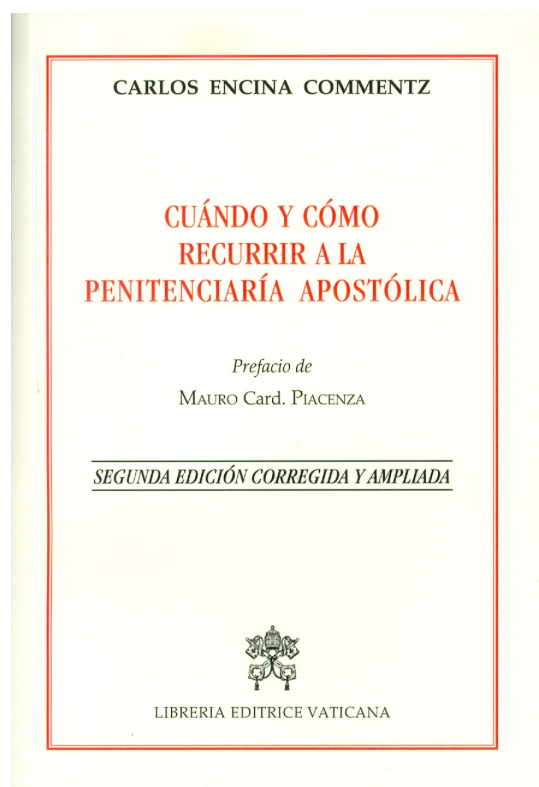 CARLOS ENCINA COMMENTZ
CUÁNDO Y CÓMO
RECURRIR A LA
PENITENCIARÍA APOSTÓLICA
Prefacio de
MAURO Card. PIACENZA
SEGUNDA EDICIÓN CORREGIDA Y AMPLIADA
LIBRERIA EDITRICE VATICANA